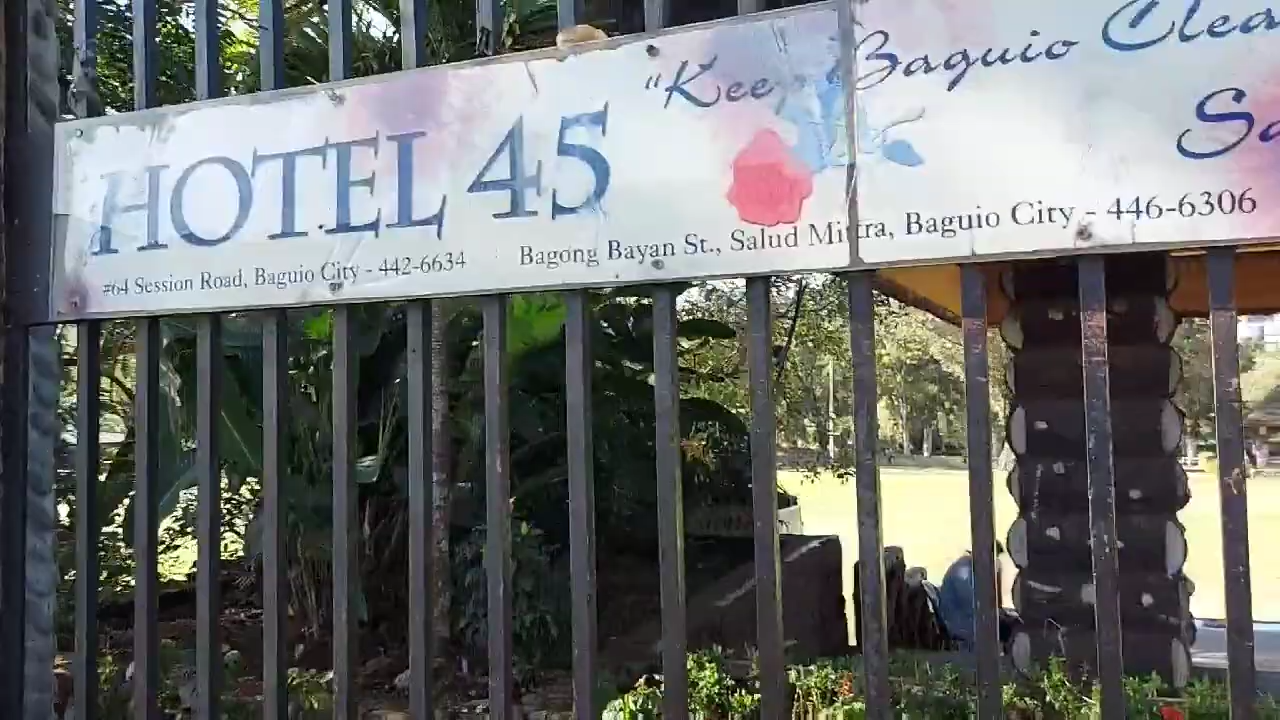 HOTEL 45
#64 Session Road, Baguio City - 442-6634
"Kee Baguio Clea
Sa
Bagong Bayan St., Salud Mitra, Baguio City - 446-6306